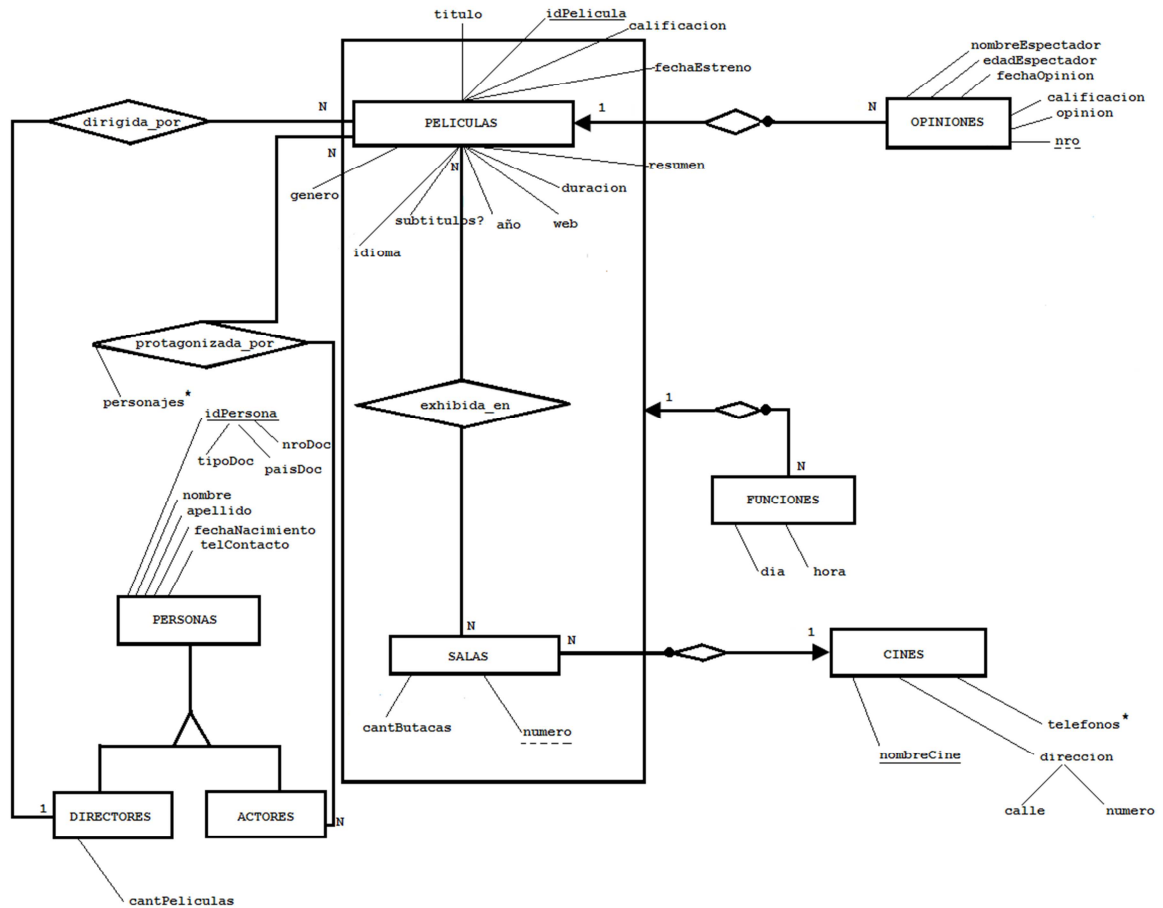 titulo
idPelicula
calificacion
fechaEstreno
nombreEspectador
edadEspectador
fechaOpinion
calificacion
opinion
nro
dirigida_por
N
PELICULAS
1
N
OPINIONES
N
N
resumen
genero
duracion
subtitulos?
año
web
idioma
protagonizada_por
personajes*
exhibida_en
1
idPersona
nroDoc
tipoDoc
paisDoc
N
FUNCIONES
nombre
apellido
fechaNacimiento
telContacto
dia
hora
PERSONAS
N
N
1
SALAS
CINES
cantButacas
numero
telefonos*
nombreCine
direccion
calle
numero
1
DIRECTORES
ACTORES
N
cantPeliculas